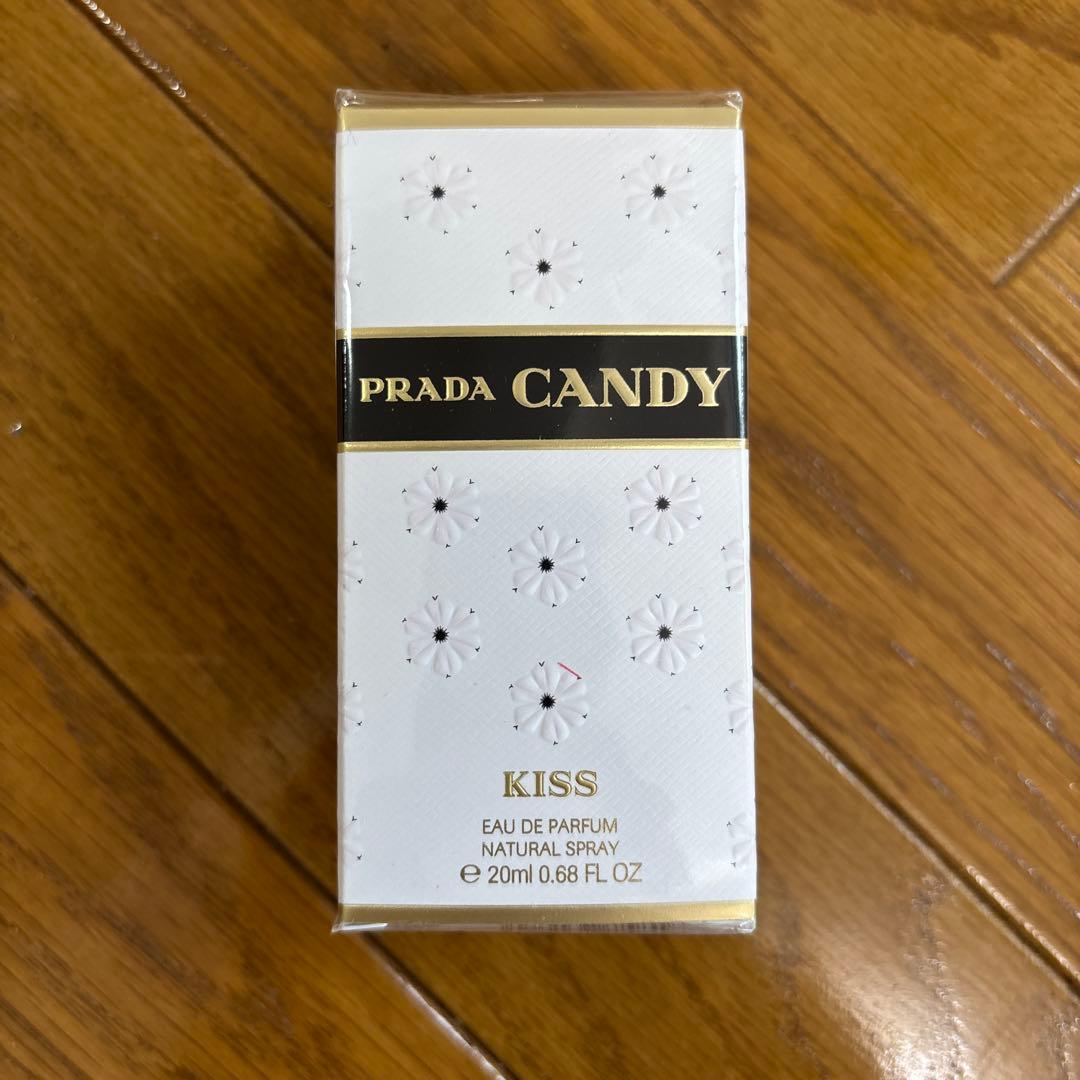 PRADA CANDY
KISS
EAU DE PARFUM
NATURAL SPRAY
℮ 20ml 0.68 FL OZ